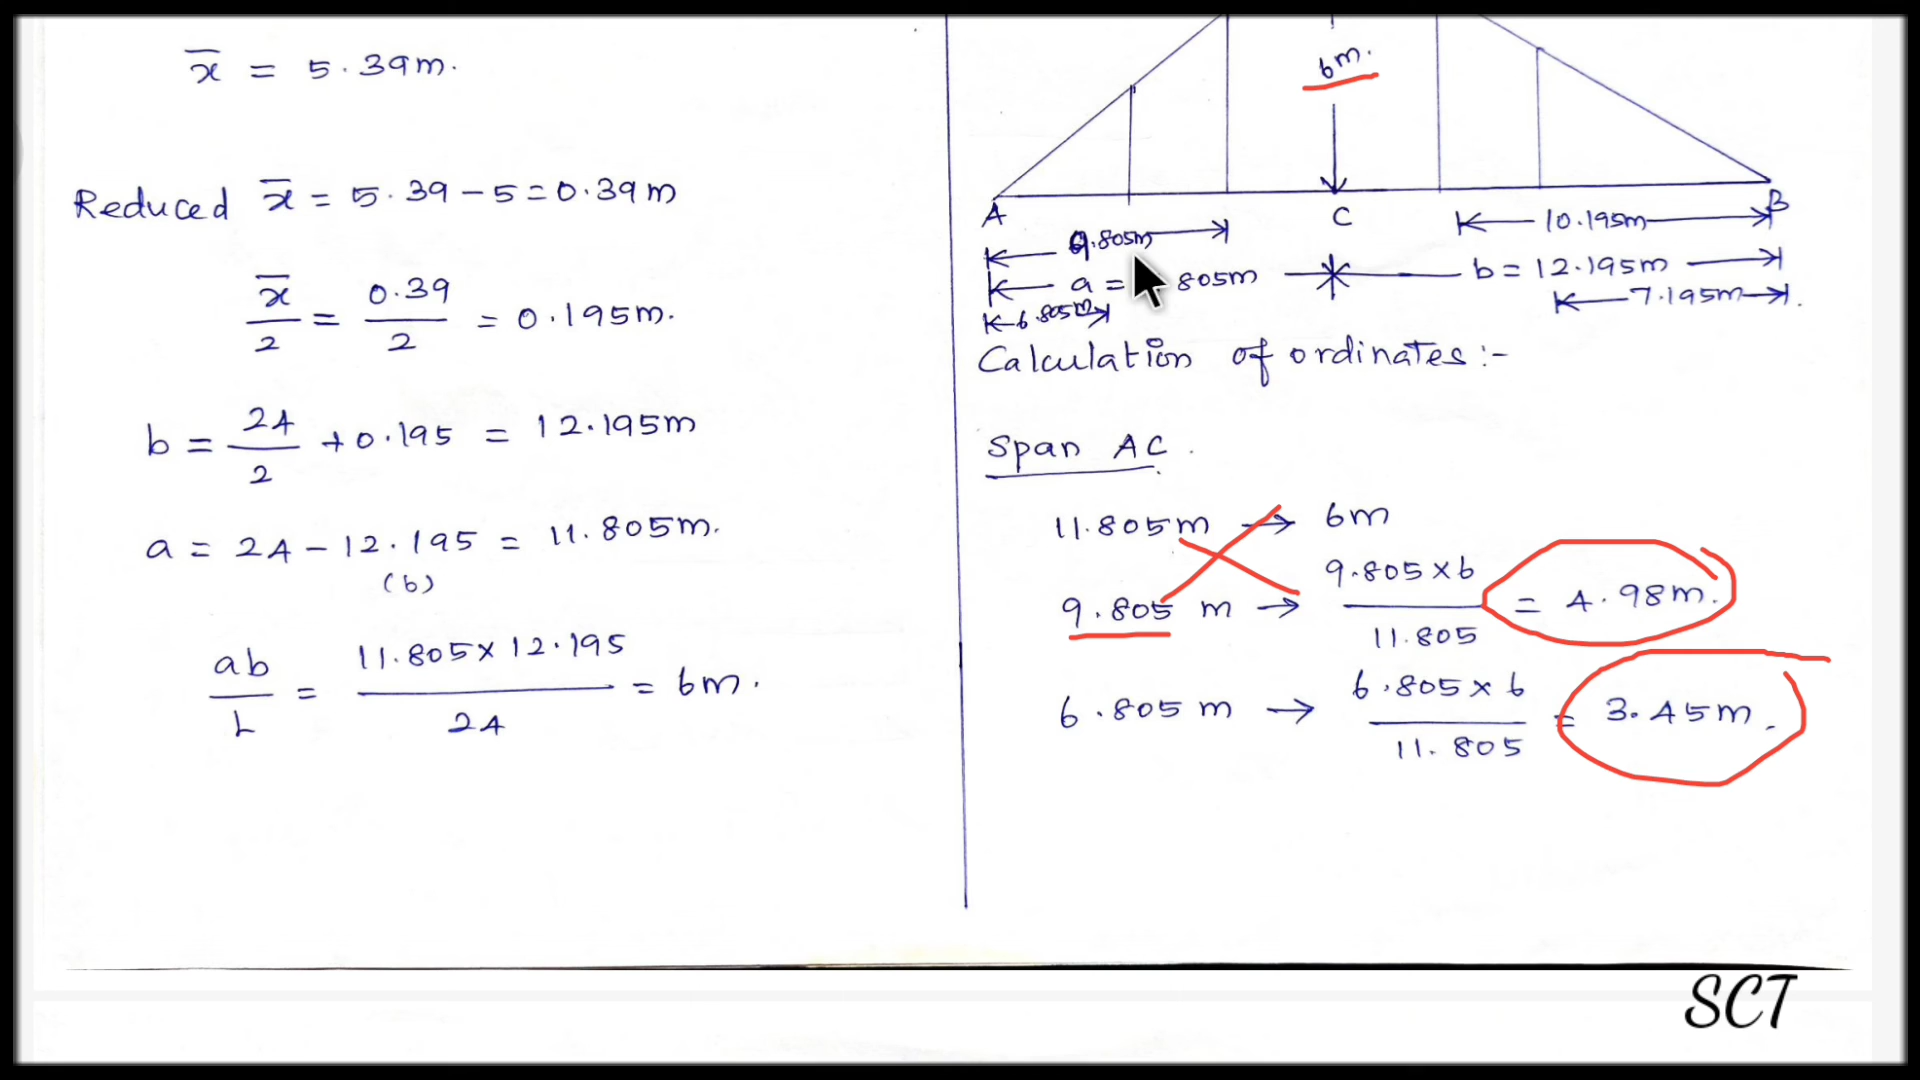 x̄ = 5.39m.
Reduced x̄ = 5.39 - 5 = 0.39m
x̄/2 = 0.39/2 = 0.195m.
b = 24/2 + 0.195 = 12.195m
a = 24 - 12.195 = 11.805m.
(b)
ab/L = 11.805 x 12.195/24 = 6m.
6m.
A C B
9.805m 10.195m
a = 805m b = 12.195m
6.805m 7.195m.
Calculation of ordinates :-
Span AC.
11.805m → 6m
9.805 m → 9.805 x 6/11.805 = 4.98m.
6.805 m → 6.805 x 6/11.805 = 3.45m.
SCT